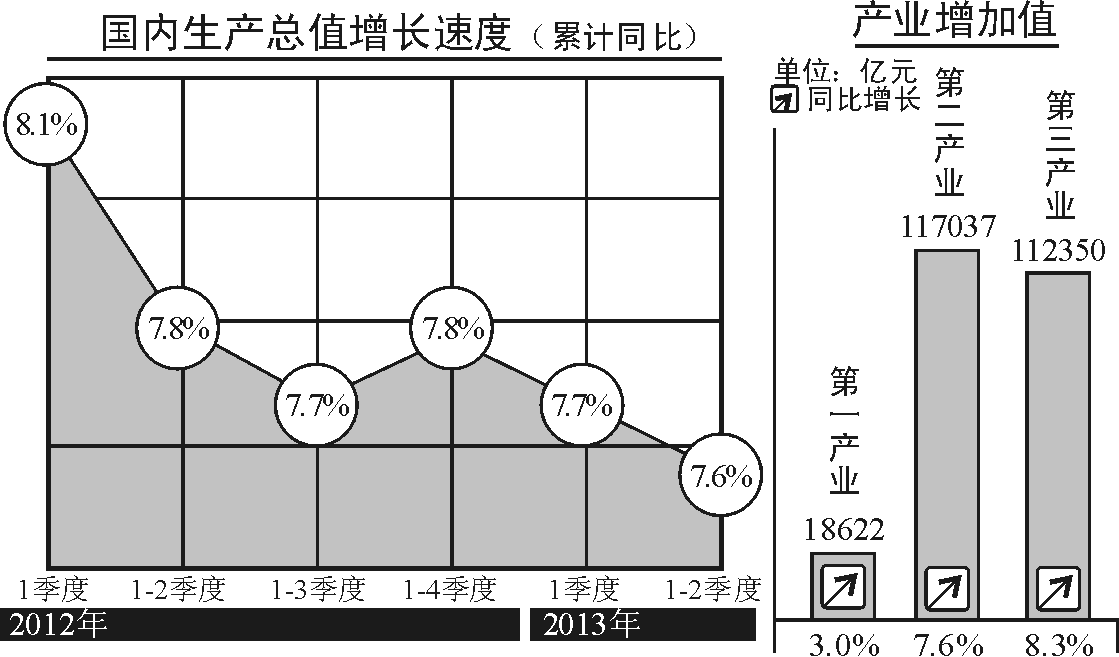 国内生产总值增长速度（累计同比）
8.1%
7.8%
7.7%
7.8%
7.7%
7.6%
1季度
1-2季度
1-3季度
1-4季度
1季度
1-2季度
2012年
2013年
产业增加值
单位：亿元
同比增长
第一产业
18622
3.0%
第二产业
117037
7.6%
第三产业
112350
8.3%